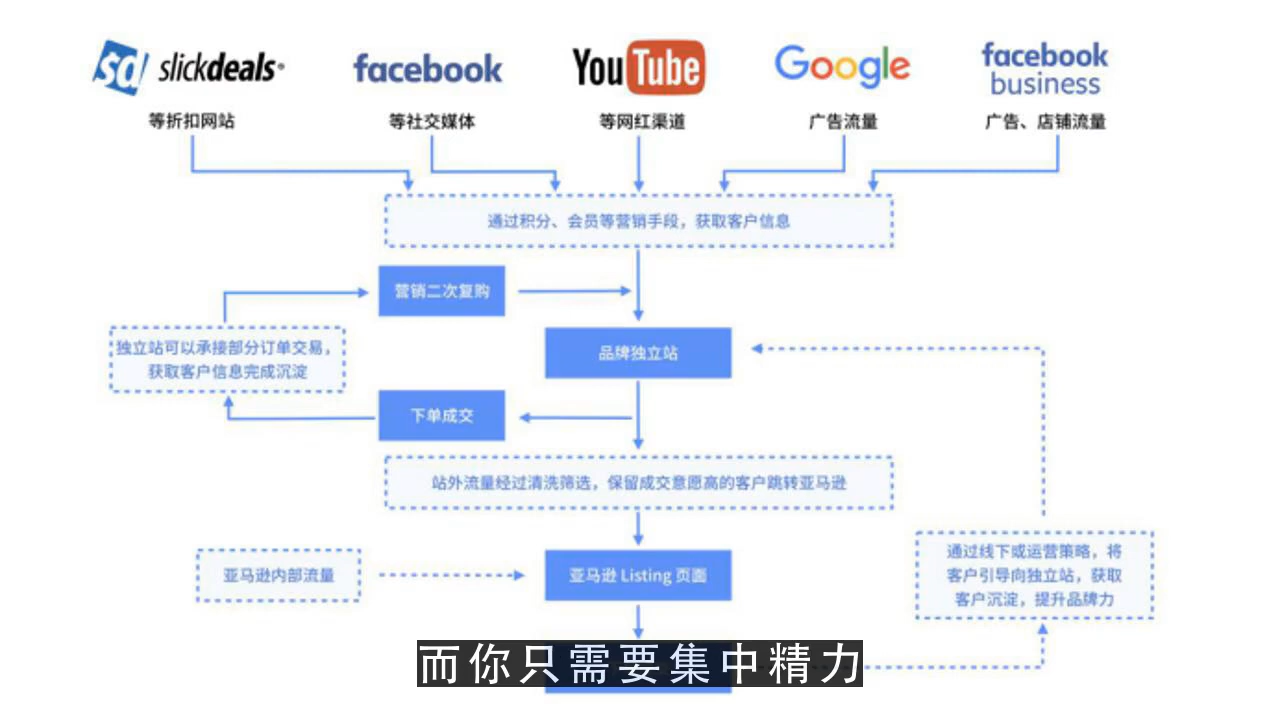 sd slickdeals®
facebook
YouTube
Google
facebook
business
等折扣网站
等社交媒体
等网红渠道
广告流量
广告、店铺流量
通过积分、会员等营销手段，获取客户信息
营销二次复购
独立站可以承接部分订单交易，
获取客户信息完成沉淀
品牌独立站
下单成交
站外流量经过清洗筛选，保留成交意愿高的客户跳转亚马逊
亚马逊内部流量
亚马逊 Listing 页面
通过线下或运营策略，将
客户引导向独立站，获取
客户沉淀，提升品牌力
而你只需要集中精力